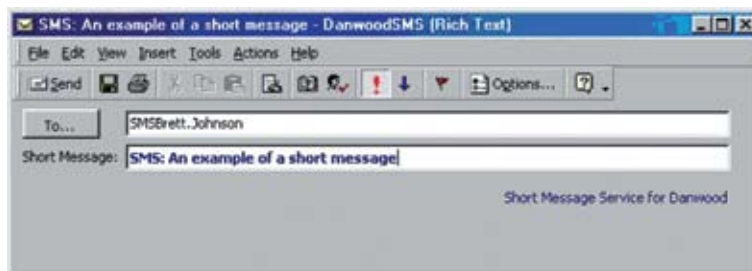 SMS: An example of a short message - DanwoodSMS (Rich Text)
File Edit View Insert Tools Actions Help
Send Options...
To... SMSBrett.Johnson
Short Message: SMS: An example of a short message
Short Message Service for Danwood